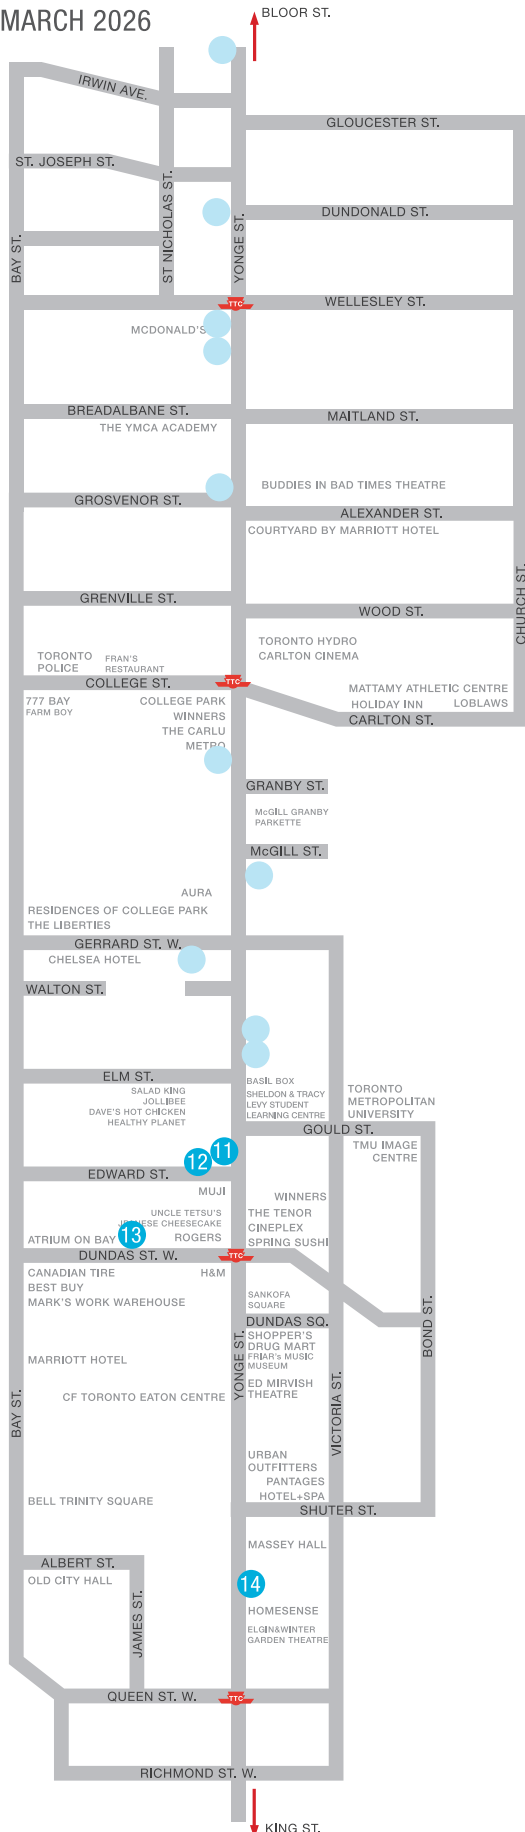 MARCH 2026
BLOOR ST.
IRWIN AVE.
GLOUCESTER ST.
ST. JOSEPH ST.
ST NICHOLAS ST.
DUNDONALD ST.
YONGE ST.
BAY ST.
TTC
WELLESLEY ST.
MCDONALD'S
BREADALBANE ST.
MAITLAND ST.
THE YMCA ACADEMY
BUDDIES IN BAD TIMES THEATRE
GROSVENOR ST.
ALEXANDER ST.
COURTYARD BY MARRIOTT HOTEL
CHURCH ST.
GRENVILLE ST.
WOOD ST.
TORONTO HYDRO
CARLTON CINEMA
TORONTO
POLICE
FRAN'S
RESTAURANT
COLLEGE ST.
TTC
MATTAMY ATHLETIC CENTRE
HOLIDAY INN
LOBLAWS
CARLTON ST.
777 BAY
FARM BOY
COLLEGE PARK
WINNERS
THE CARLU
METRO
GRANBY ST.
McGILL GRANBY
PARKETTE
McGILL ST.
AURA
RESIDENCES OF COLLEGE PARK
THE LIBERTIES
GERRARD ST. W.
CHELSEA HOTEL
WALTON ST.
ELM ST.
BASIL BOX
SHELDON & TRACY
LEVY STUDENT
LEARNING CENTRE
TORONTO
METROPOLITAN
UNIVERSITY
SALAD KING
JOLLIBEE
DAVE'S HOT CHICKEN
HEALTHY PLANET
GOULD ST.
TMU IMAGE
CENTRE
11
12
EDWARD ST.
MUJI
WINNERS
UNCLE TETSU'S
CHEESECAKE
13
ROGERS
ATRIUM ON BAY
THE TENOR
CINEPLEX
SPRING SUSHI
DUNDAS ST. W.
TTC
CANADIAN TIRE
BEST BUY
MARK'S WORK WAREHOUSE
H&M
SANKOFA
SQUARE
DUNDAS SQ.
SHOPPER'S
DRUG MART
FRIAR's MUSIC
MUSEUM
ED MIRVISH
THEATRE
BOND ST.
YONGE ST.
VICTORIA ST.
BAY ST.
MARRIOTT HOTEL
CF TORONTO EATON CENTRE
URBAN
OUTFITTERS
PANTAGES
HOTEL+SPA
BELL TRINITY SQUARE
SHUTER ST.
MASSEY HALL
ALBERT ST.
OLD CITY HALL
JAMES ST.
14
HOMESENSE
ELGIN&WINTER
GARDEN THEATRE
QUEEN ST. W.
TTC
RICHMOND ST. W.
KING ST.